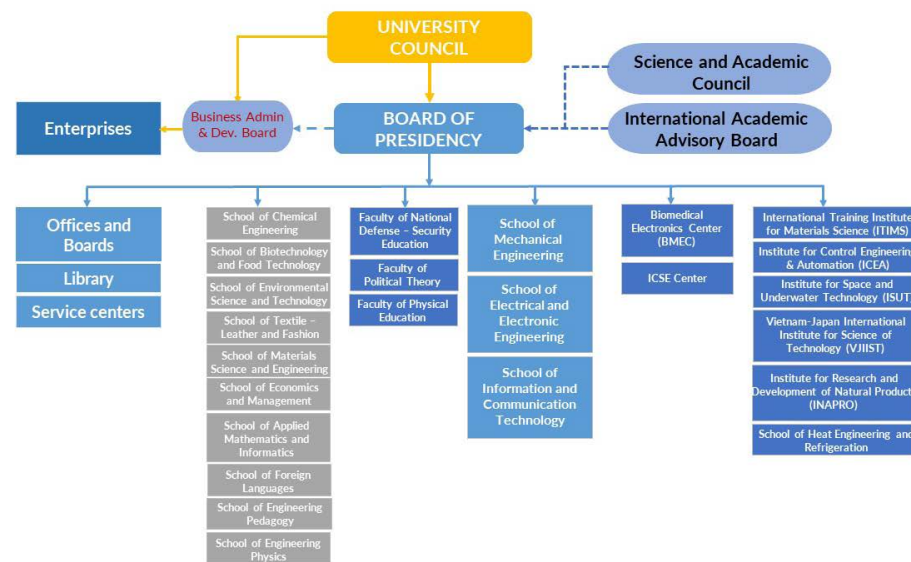 UNIVERSITY
COUNCIL
Science and Academic
Council
Enterprises
Business Admin
& Dev. Board
BOARD OF
PRESIDENCY
International Academic
Advisory Board
Offices and
Boards
Library
Service centers
School of Chemical
Engineering
School of Biotechnology
and Food Technology
School of Environmental
Science and Technology
School of Textile –
Leather and Fashion
School of Materials
Science and Engineering
School of Economics
and Management
School of Applied
Mathematics and
Informatics
School of Foreign
Languages
School of Engineering
Pedagogy
School of Engineering
Physics
Faculty of National
Defense – Security
Education
Faculty of
Political Theory
Faculty of Physical
Education
School of
Mechanical
Engineering
School of
Electrical and
Electronic
Engineering
School of
Information and
Communication
Technology
Biomedical
Electronics Center
(BMEC)
ICSE Center
International Training Institute
for Materials Science (ITIMS)
Institute for Control Engineering
& Automation (ICEA)
Institute for Space and
Underwater Technology (ISUT)
Vietnam-Japan International
Institute for Science of
Technology (VJIIST)
Institute for Research and
Development of Natural Product
(INAPRO)
School of Heat Engineering and
Refrigeration